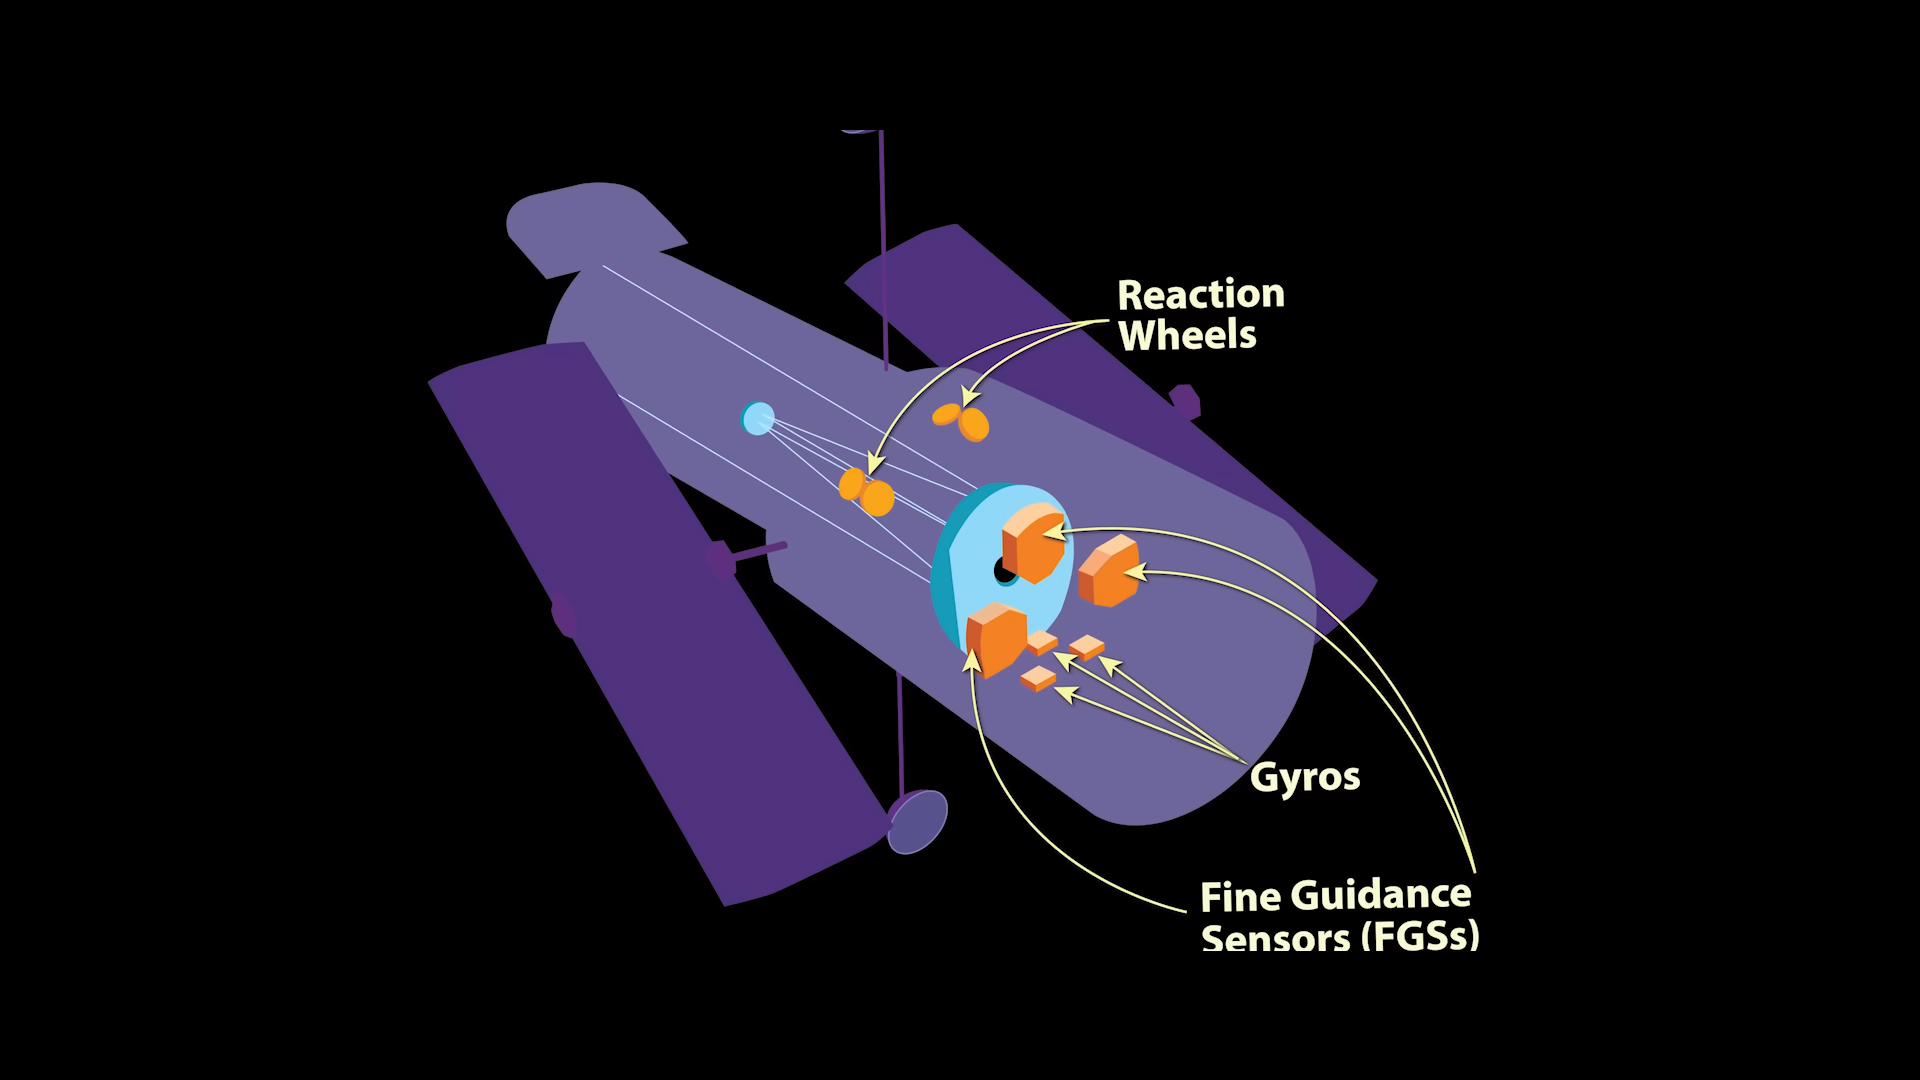 Reaction
Wheels
Gyros
Fine Guidance
Sensors (FGSs)